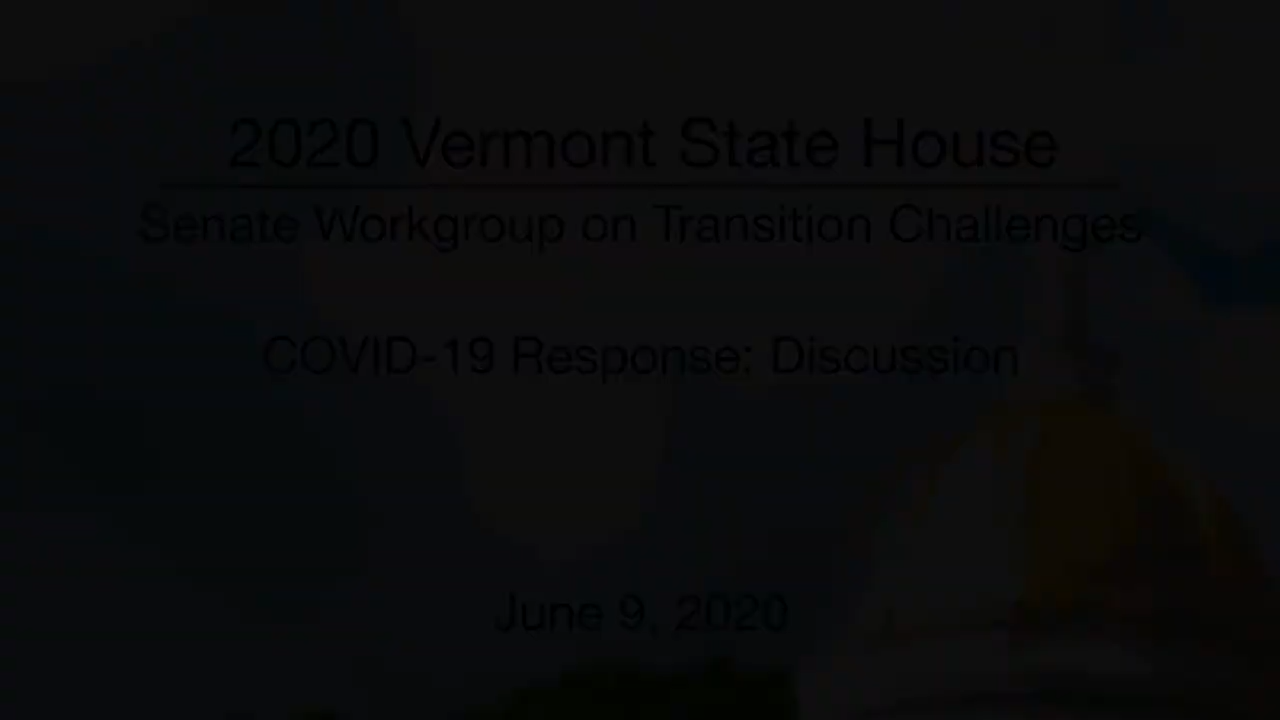 2020 Vermont State House
Senate Workgroup on Transition Challenges
COVID-19 Response: Discussion
June 9, 2020